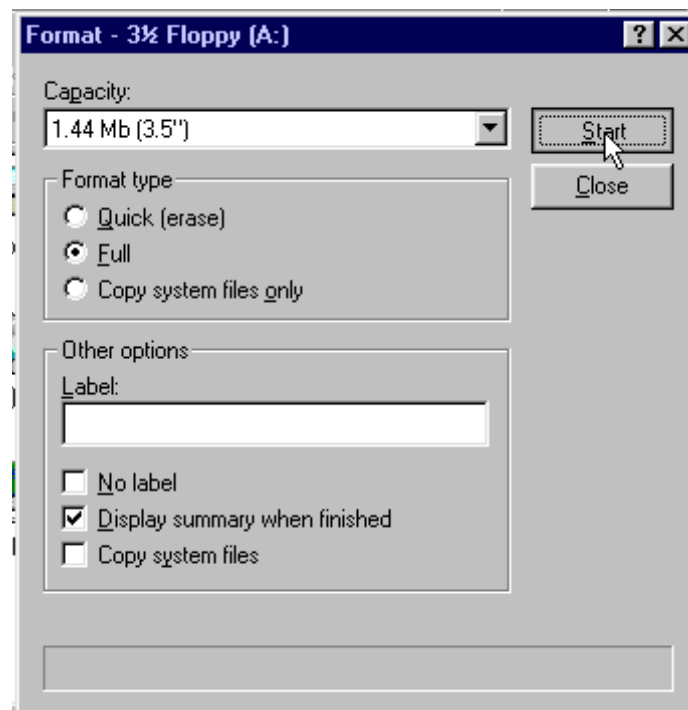 Format - 3½ Floppy (A:)
Capacity:
1.44 Mb (3.5")
Start
Close
Format type
Quick (erase)
Full
Copy system files only
Other options
Label:
No label
Display summary when finished
Copy system files